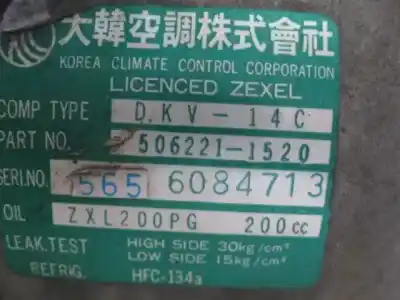 大韓空調株式會社
KOREA CLIMATE CONTROL CORPORATION
LICENCED ZEXEL
COMP TYPE D.KV-14C
PART NO. 506221-1520
SERI.NO. 565 6084713
OIL ZXL200PG 200cc
LEAK.TEST HIGH SIDE 30kg/cm²
LOW SIDE 15kg/cm²
REFRIG. HFC-134a